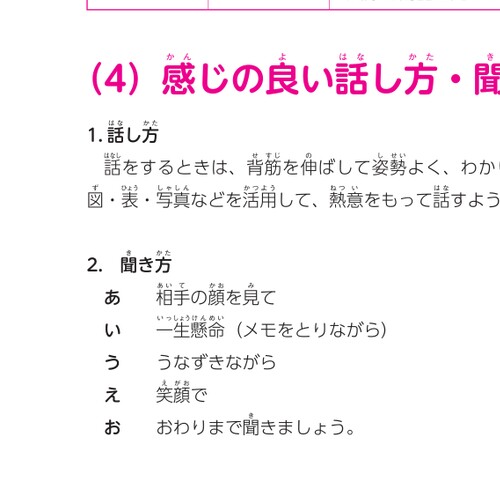 （4）感じの良い話し方・聞
1. 話し方
話をするときは、背筋を伸ばして姿勢よく、わか
図・表・写真などを活用して、熱意をもって話すよう
2. 聞き方
あ 相手の顔を見て
い 一生懸命（メモをとりながら）
う うなずきながら
え 笑顔で
お おわりまで聞きましょう。